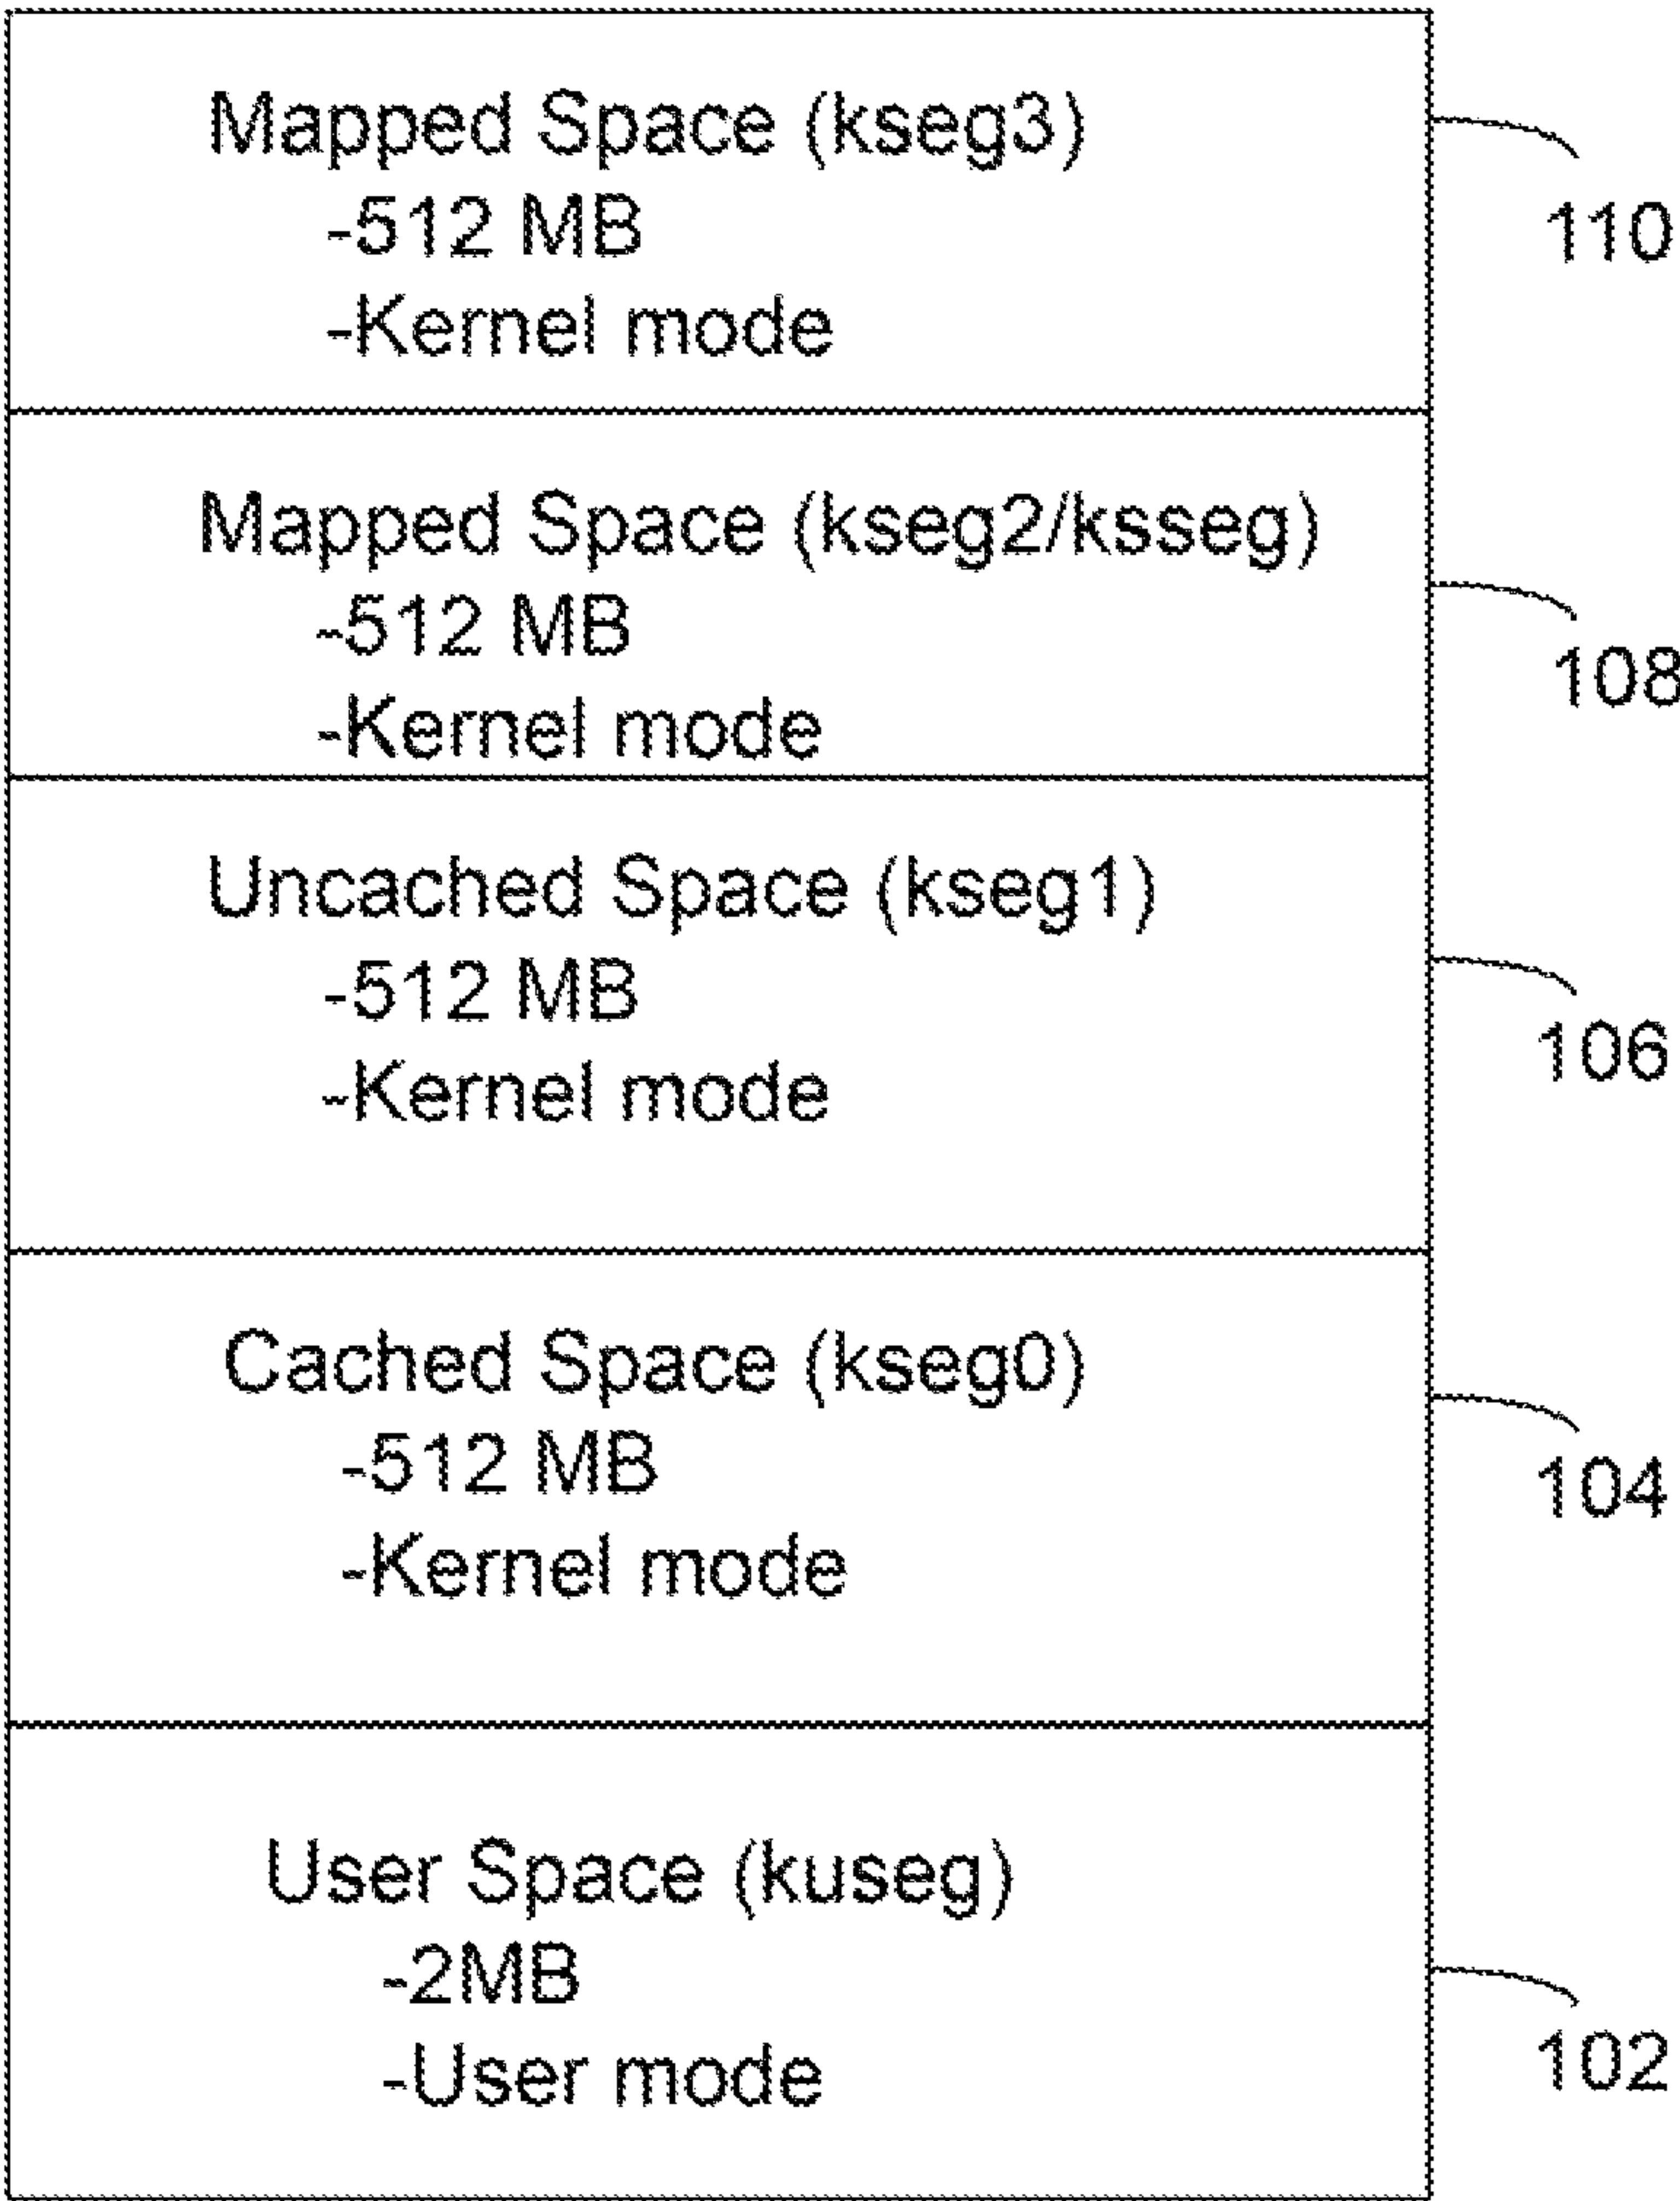 Mapped Space (kseg3)
-512 MB
-Kernel mode
110
Mapped Space (kseg2/ksseg)
-512 MB
-Kernel mode
108
Uncached Space (kseg1)
-512 MB
-Kernel mode
106
Cached Space (kseg0)
-512 MB
-Kernel mode
104
User Space (kuseg)
-2MB
-User mode
102